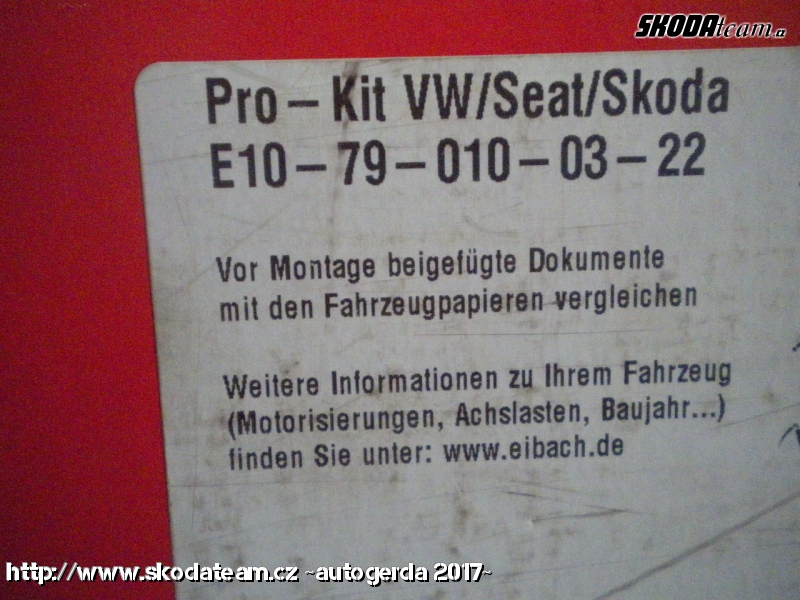 SKODAteam.cz
Pro – Kit VW/Seat/Skoda
E10 – 79 – 010 – 03 – 22
Vor Montage beigefügte Dokumente
mit den Fahrzeugpapieren vergleichen
Weitere Informationen zu Ihrem Fahrzeug
(Motorisierungen, Achslasten, Baujahr...)
finden Sie unter: www.eibach.de
http://www.skodateam.cz ~autogerda 2017~